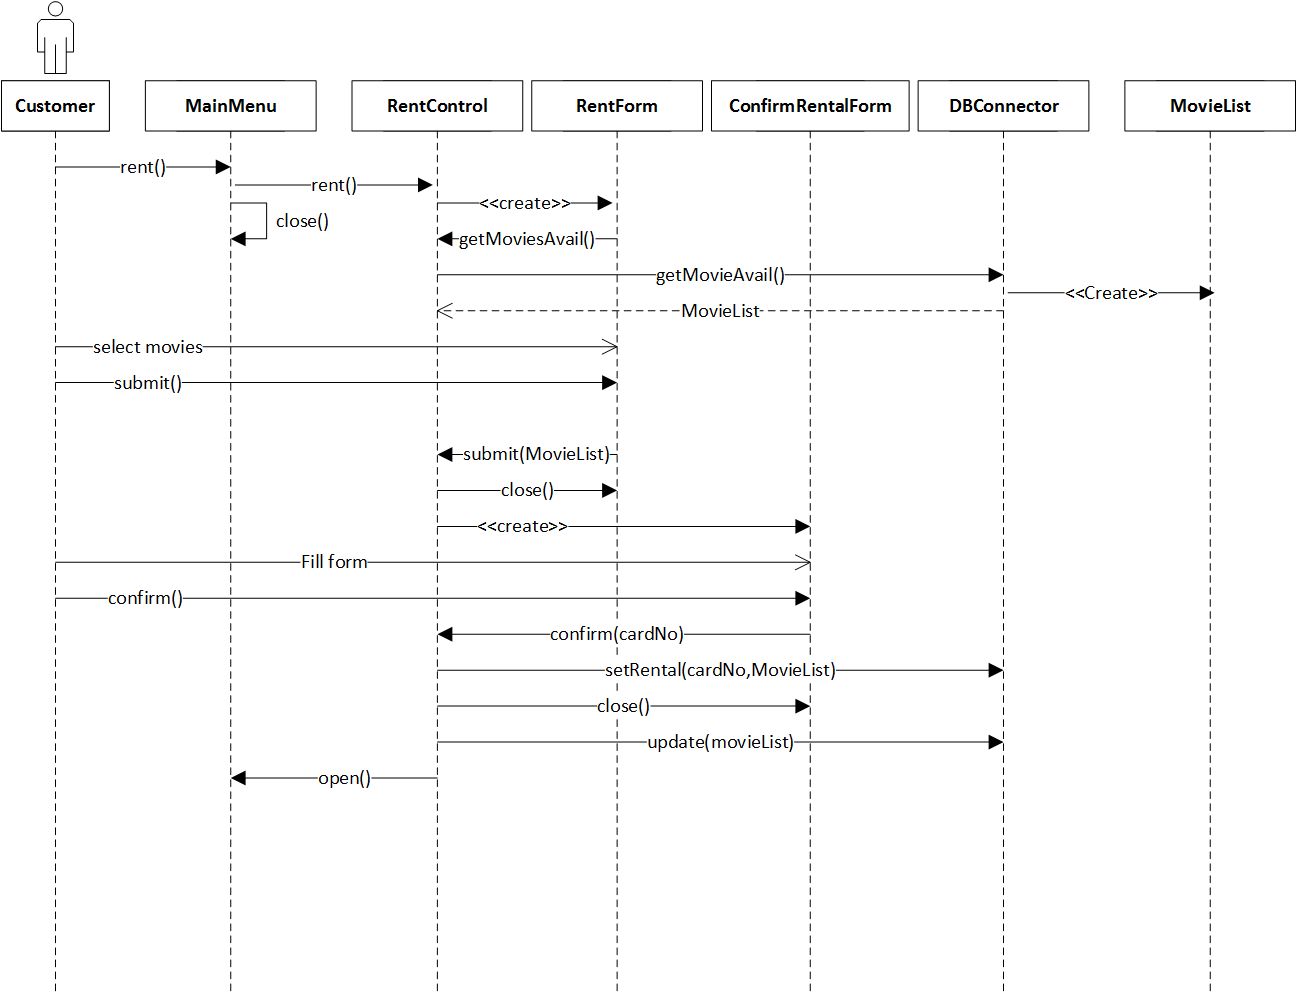 Customer
MainMenu
RentControl
RentForm
ConfirmRentalForm
DBConnector
MovieList
rent()
rent()
<<create>>
close()
getMoviesAvail()
getMovieAvail()
<<Create>>
MovieList
select movies
submit()
submit(MovieList)
close()
<<create>>
Fill form
confirm()
confirm(cardNo)
setRental(cardNo,MovieList)
close()
update(movieList)
open()